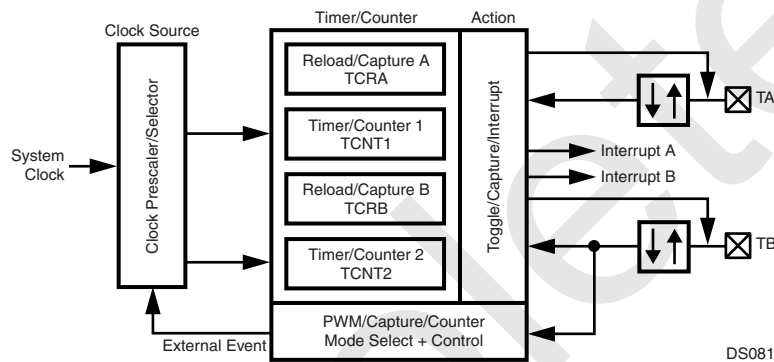 Timer/Counter
Action
Clock Source
Reload/Capture A
TCRA
Timer/Counter 1
TCNT1
Reload/Capture B
TCRB
Timer/Counter 2
TCNT2
Clock Prescaler/Selector
Toggle/Capture/Interrupt
System
Clock
TA
Interrupt A
Interrupt B
TB
PWM/Capture/Counter
Mode Select + Control
External Event
DS081